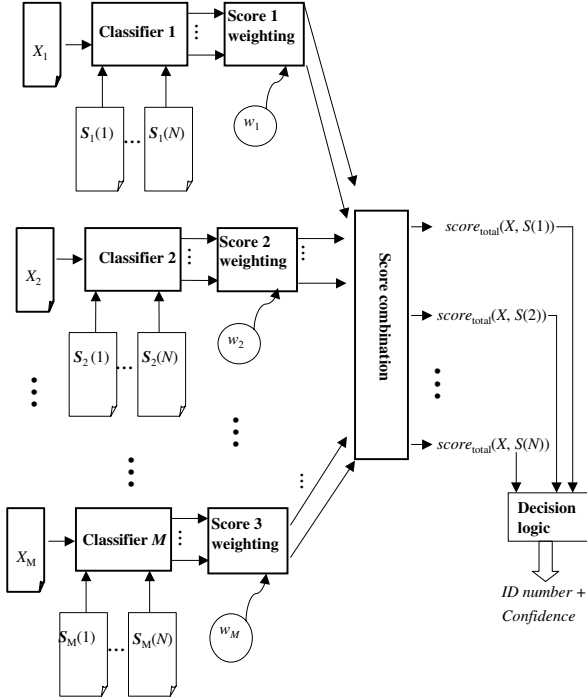 X1
Classifier 1
...
Score 1
weighting
S1(1) ... S1(N)
w1
X2
Classifier 2
...
Score 2
weighting
...
S2(1) ... S2(N)
w2
XM
Classifier M
...
Score 3
weighting
...
SM(1) ... SM(N)
wM
Score combination
scoretotal(X, S(1))
scoretotal(X, S(2))
scoretotal(X, S(N))
Decision
logic
ID number +
Confidence